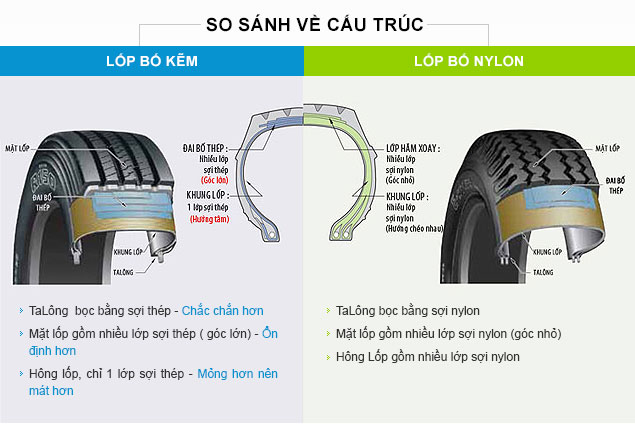 SO SÁNH VỀ CẤU TRÚC
LỐP BỐ KẼM
LỐP BỐ NYLON
MẶT LỐP
ĐAI BỐ
THÉP
KHUNG LỐP
TALÔNG
ĐAI BỐ THÉP :
Nhiều lớp
sợi thép
(Góc lớn)
KHUNG LỐP :
1 lớp sợi thép
(Hướng tâm)
LỚP HÃM XOAY :
Nhiều lớp
sợi nylon
(Góc nhỏ)
KHUNG LỐP :
Nhiều lớp
sợi nylon
(Hướng chéo nhau)
MẶT LỐP
ĐAI BỐ
THÉP
KHUNG LỐP
TALÔNG
TaLông bọc bằng sợi thép - Chắc chắn hơn
Mặt lốp gồm nhiều lớp sợi thép ( góc lớn) - Ổn
định hơn
Hông lốp, chỉ 1 lớp sợi thép - Mỏng hơn nên
mát hơn
TaLông bọc bằng sợi nylon
Mặt lốp gồm nhiều lớp sợi nylon (góc nhỏ)
Hông Lốp gồm nhiều lớp sợi nylon